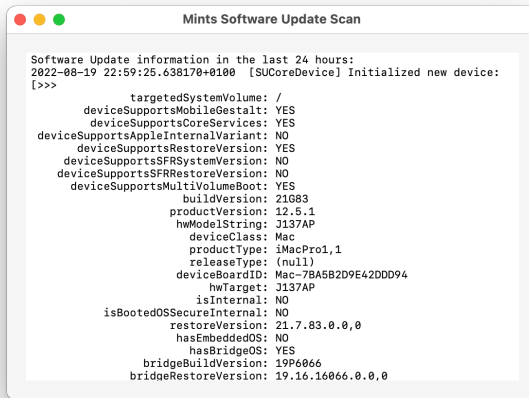 Mints Software Update Scan
Software Update information in the last 24 hours:
2022-08-19 22:59:25.638170+0100 [SUCoreDevice] Initialized new device:
[>>>
targetedSystemVolume: /
deviceSupportsMobileGestalt: YES
deviceSupportsCoreServices: YES
deviceSupportsAppleInternalVariant: NO
deviceSupportsRestoreVersion: YES
deviceSupportsSFRSystemVersion: NO
deviceSupportsSFRRestoreVersion: NO
deviceSupportsMultiVolumeBoot: YES
buildVersion: 21G83
productVersion: 12.5.1
hwModelString: J137AP
deviceClass: Mac
productType: iMacPro1,1
releaseType: (null)
deviceBoardID: Mac-7BA5B2D9E42DDD94
hwTarget: J137AP
isInternal: NO
isBootedOSSecureInternal: NO
restoreVersion: 21.7.83.0.0,0
hasEmbeddedOS: NO
hasBridgeOS: YES
bridgeBuildVersion: 19P6066
bridgeRestoreVersion: 19.16.16066.0.0,0